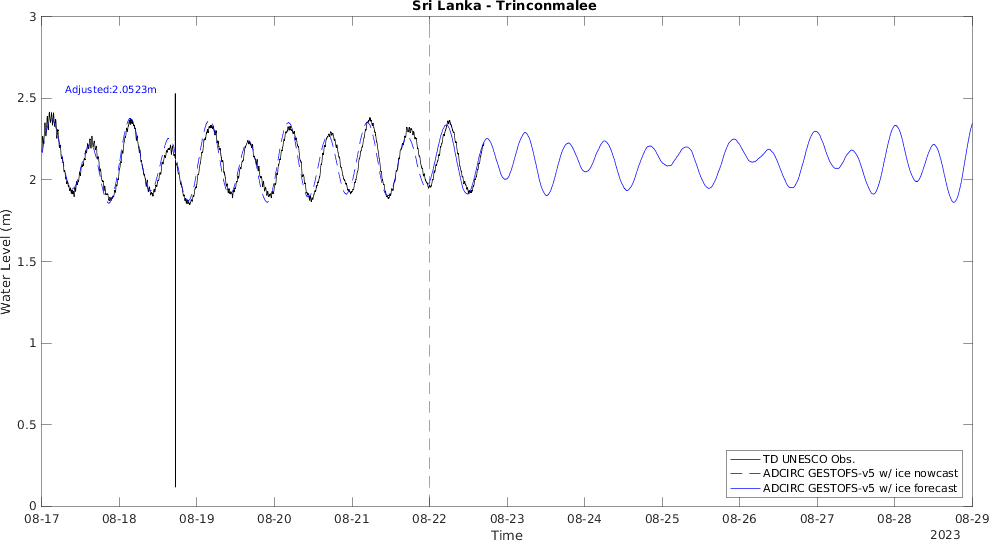 Sri Lanka - Trinconmalee
3
2.5
2
1.5
1
0.5
0
Water Level (m)
Adjusted:2.0523m
TD UNESCO Obs.
ADCIRC GESTOFS-v5 w/ ice nowcast
ADCIRC GESTOFS-v5 w/ ice forecast
08-17 08-18 08-19 08-20 08-21 08-22 08-23 08-24 08-25 08-26 08-27 08-28 08-29
Time
2023